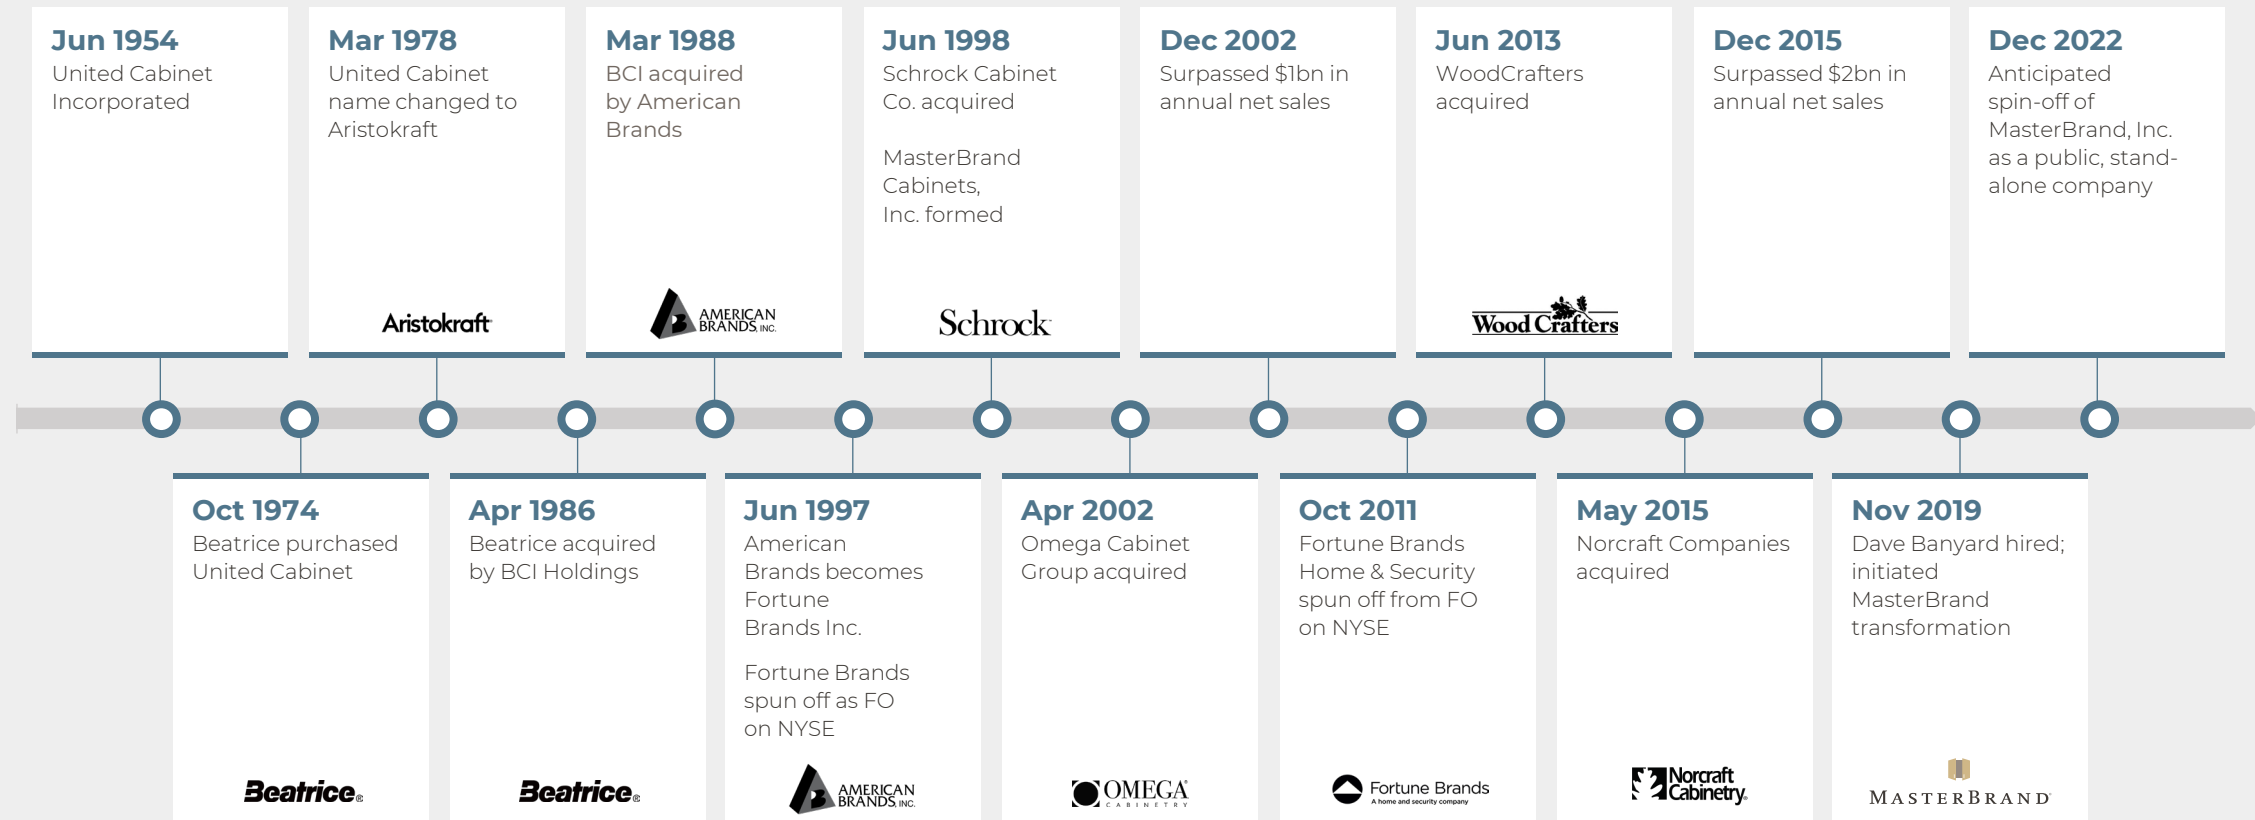 Jun 1954
United Cabinet
Incorporated
Mar 1978
United Cabinet
name changed to
Aristokraft
Aristokraft
Mar 1988
BCI acquired
by American
Brands
AMERICAN
BRANDS, INC.
Jun 1998
Schrock Cabinet
Co. acquired
MasterBrand
Cabinets,
Inc. formed
Schrock
Dec 2002
Surpassed $1bn in
annual net sales
Jun 2013
WoodCrafters
acquired
Wood Crafters
Dec 2015
Surpassed $2bn in
annual net sales
Dec 2022
Anticipated
spin-off of
MasterBrand, Inc.
as a public, stand-
alone company
Oct 1974
Beatrice purchased
United Cabinet
Beatrice®
Apr 1986
Beatrice acquired
by BCI Holdings
Beatrice®
Jun 1997
American
Brands becomes
Fortune
Brands Inc.
Fortune Brands
spun off as FO
on NYSE
AMERICAN
BRANDS, INC.
Apr 2002
Omega Cabinet
Group acquired
OMEGA
CABINETRY
Oct 2011
Fortune Brands
Home & Security
spun off from FO
on NYSE
Fortune Brands
A home and security company
May 2015
Norcraft Companies
acquired
Norcraft
Cabinetry
Nov 2019
Dave Banyard hired;
initiated
MasterBrand
transformation
MASTERBRAND